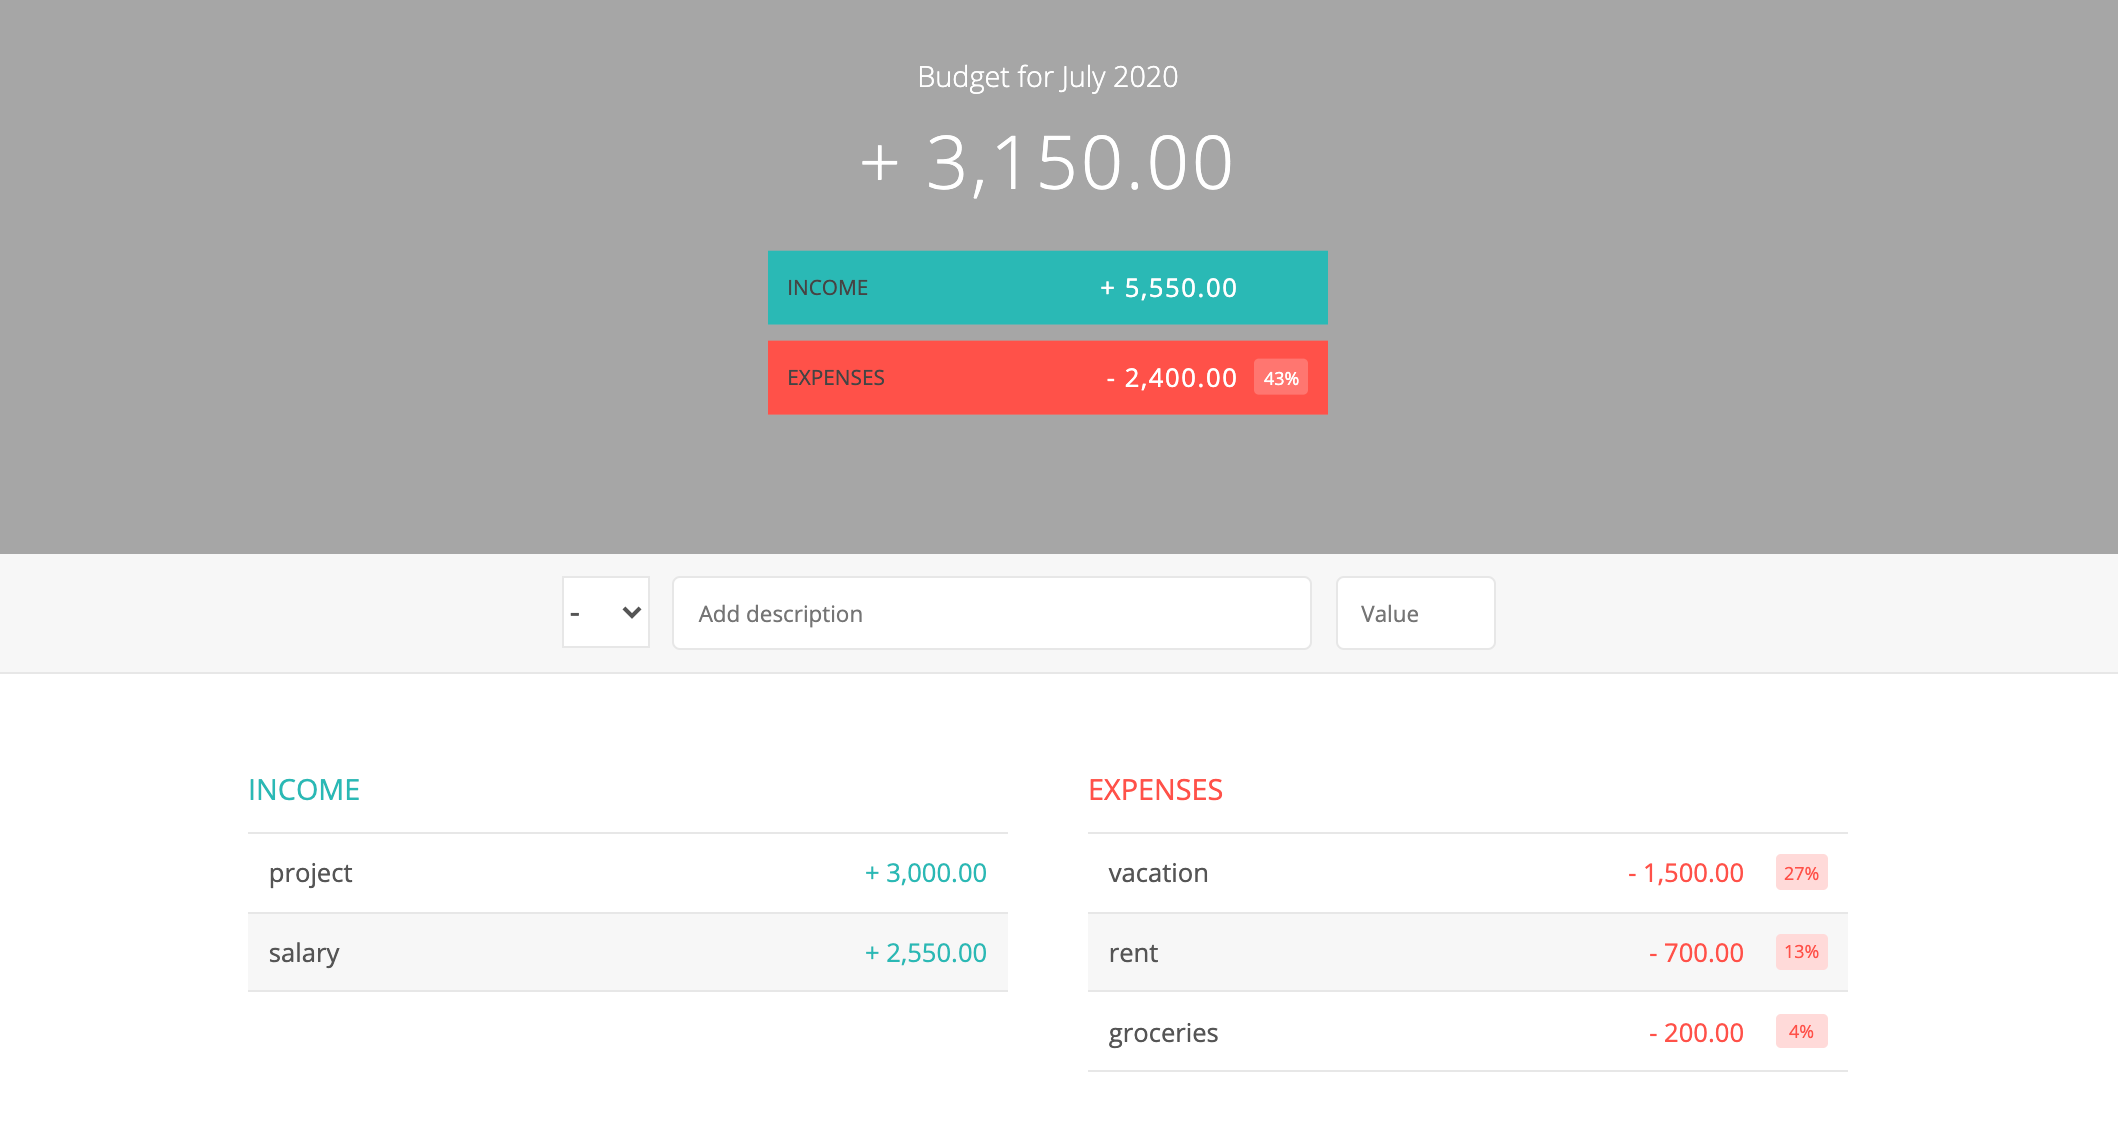 Budget for July 2020
+ 3,150.00
INCOME + 5,550.00
EXPENSES - 2,400.00 43%
- Add description Value
INCOME
project + 3,000.00
salary + 2,550.00
EXPENSES
vacation - 1,500.00 27%
rent - 700.00 13%
groceries - 200.00 4%